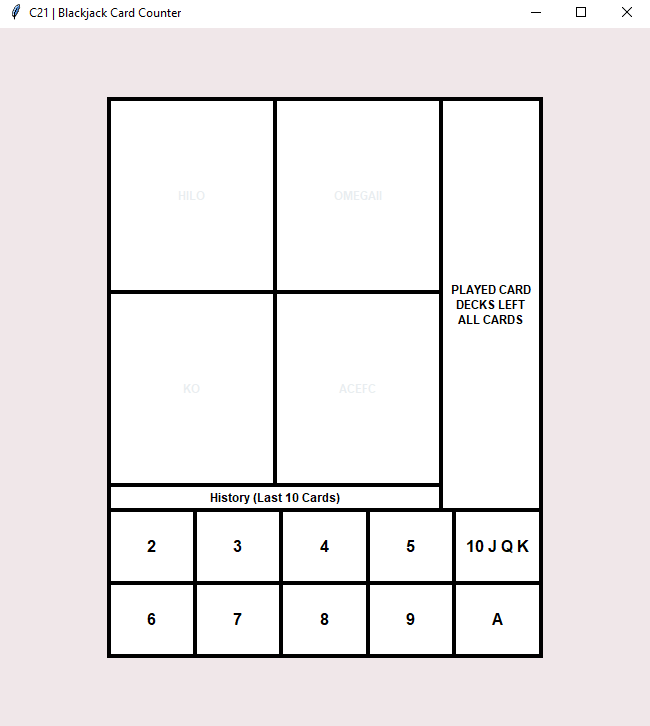 C21 | Blackjack Card Counter
HILO
OMEGAII
KO
ACEFC
PLAYED CARD
DECKS LEFT
ALL CARDS
History (Last 10 Cards)
2
3
4
5
10 J Q K
6
7
8
9
A